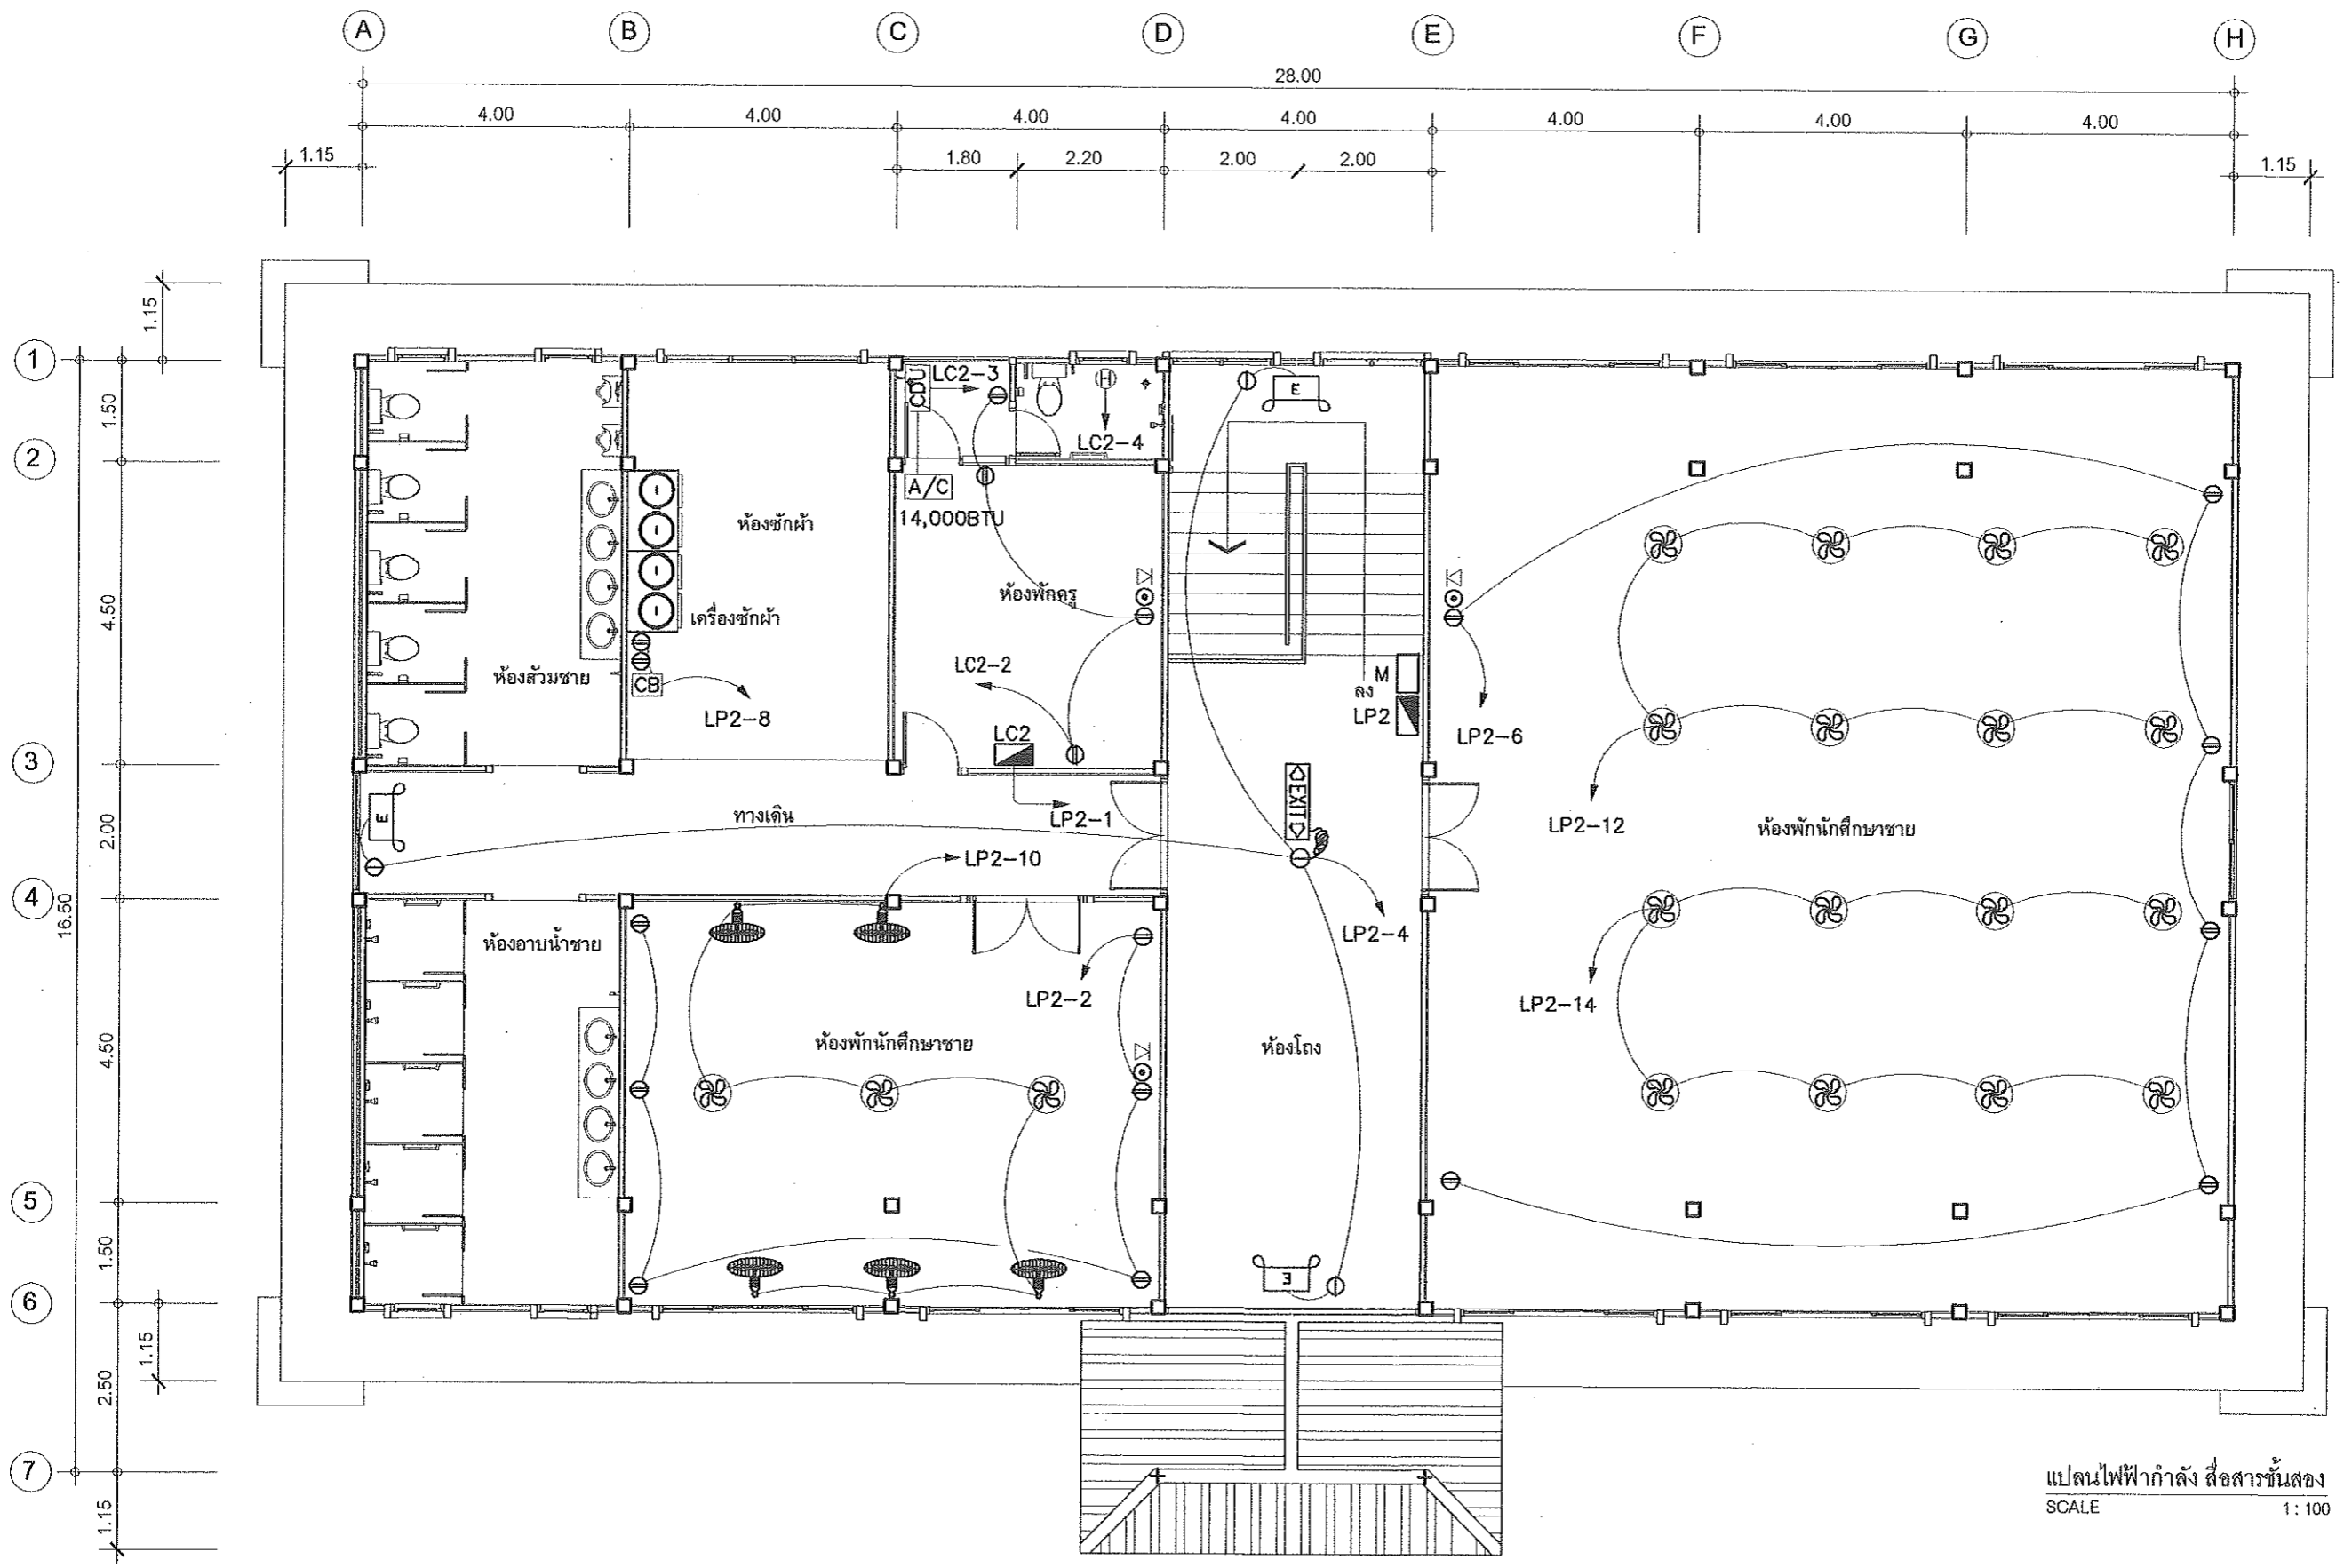 A B C D E F G H
28.00
4.00 4.00 4.00 4.00 4.00 4.00 4.00
1.15 1.80 2.20 2.00 2.00 1.15
1.15
1
1.50
2
4.50
3
2.00
4
16.50
4.50
5
1.50
6
1.15
2.50
7
1.15
CDU
LC2-3
H
LC2-4
E
A/C
14,000BTU
ห้องซักผ้า
ห้องพักครู
เครื่องซักผ้า
ห้องส้วมชาย
CB
LP2-8
LC2-2
LC2
M
ลง
LP2
LP2-6
E
ทางเดิน
LP2-1
EXIT
LP2-12
ห้องพักนักศึกษาชาย
LP2-10
ห้องอาบน้ำชาย
LP2-4
LP2-2
LP2-14
ห้องพักนักศึกษาชาย
ห้องโถง
E
แปลนไฟฟ้ากำลัง สื่อสารชั้นสอง
SCALE 1 : 100